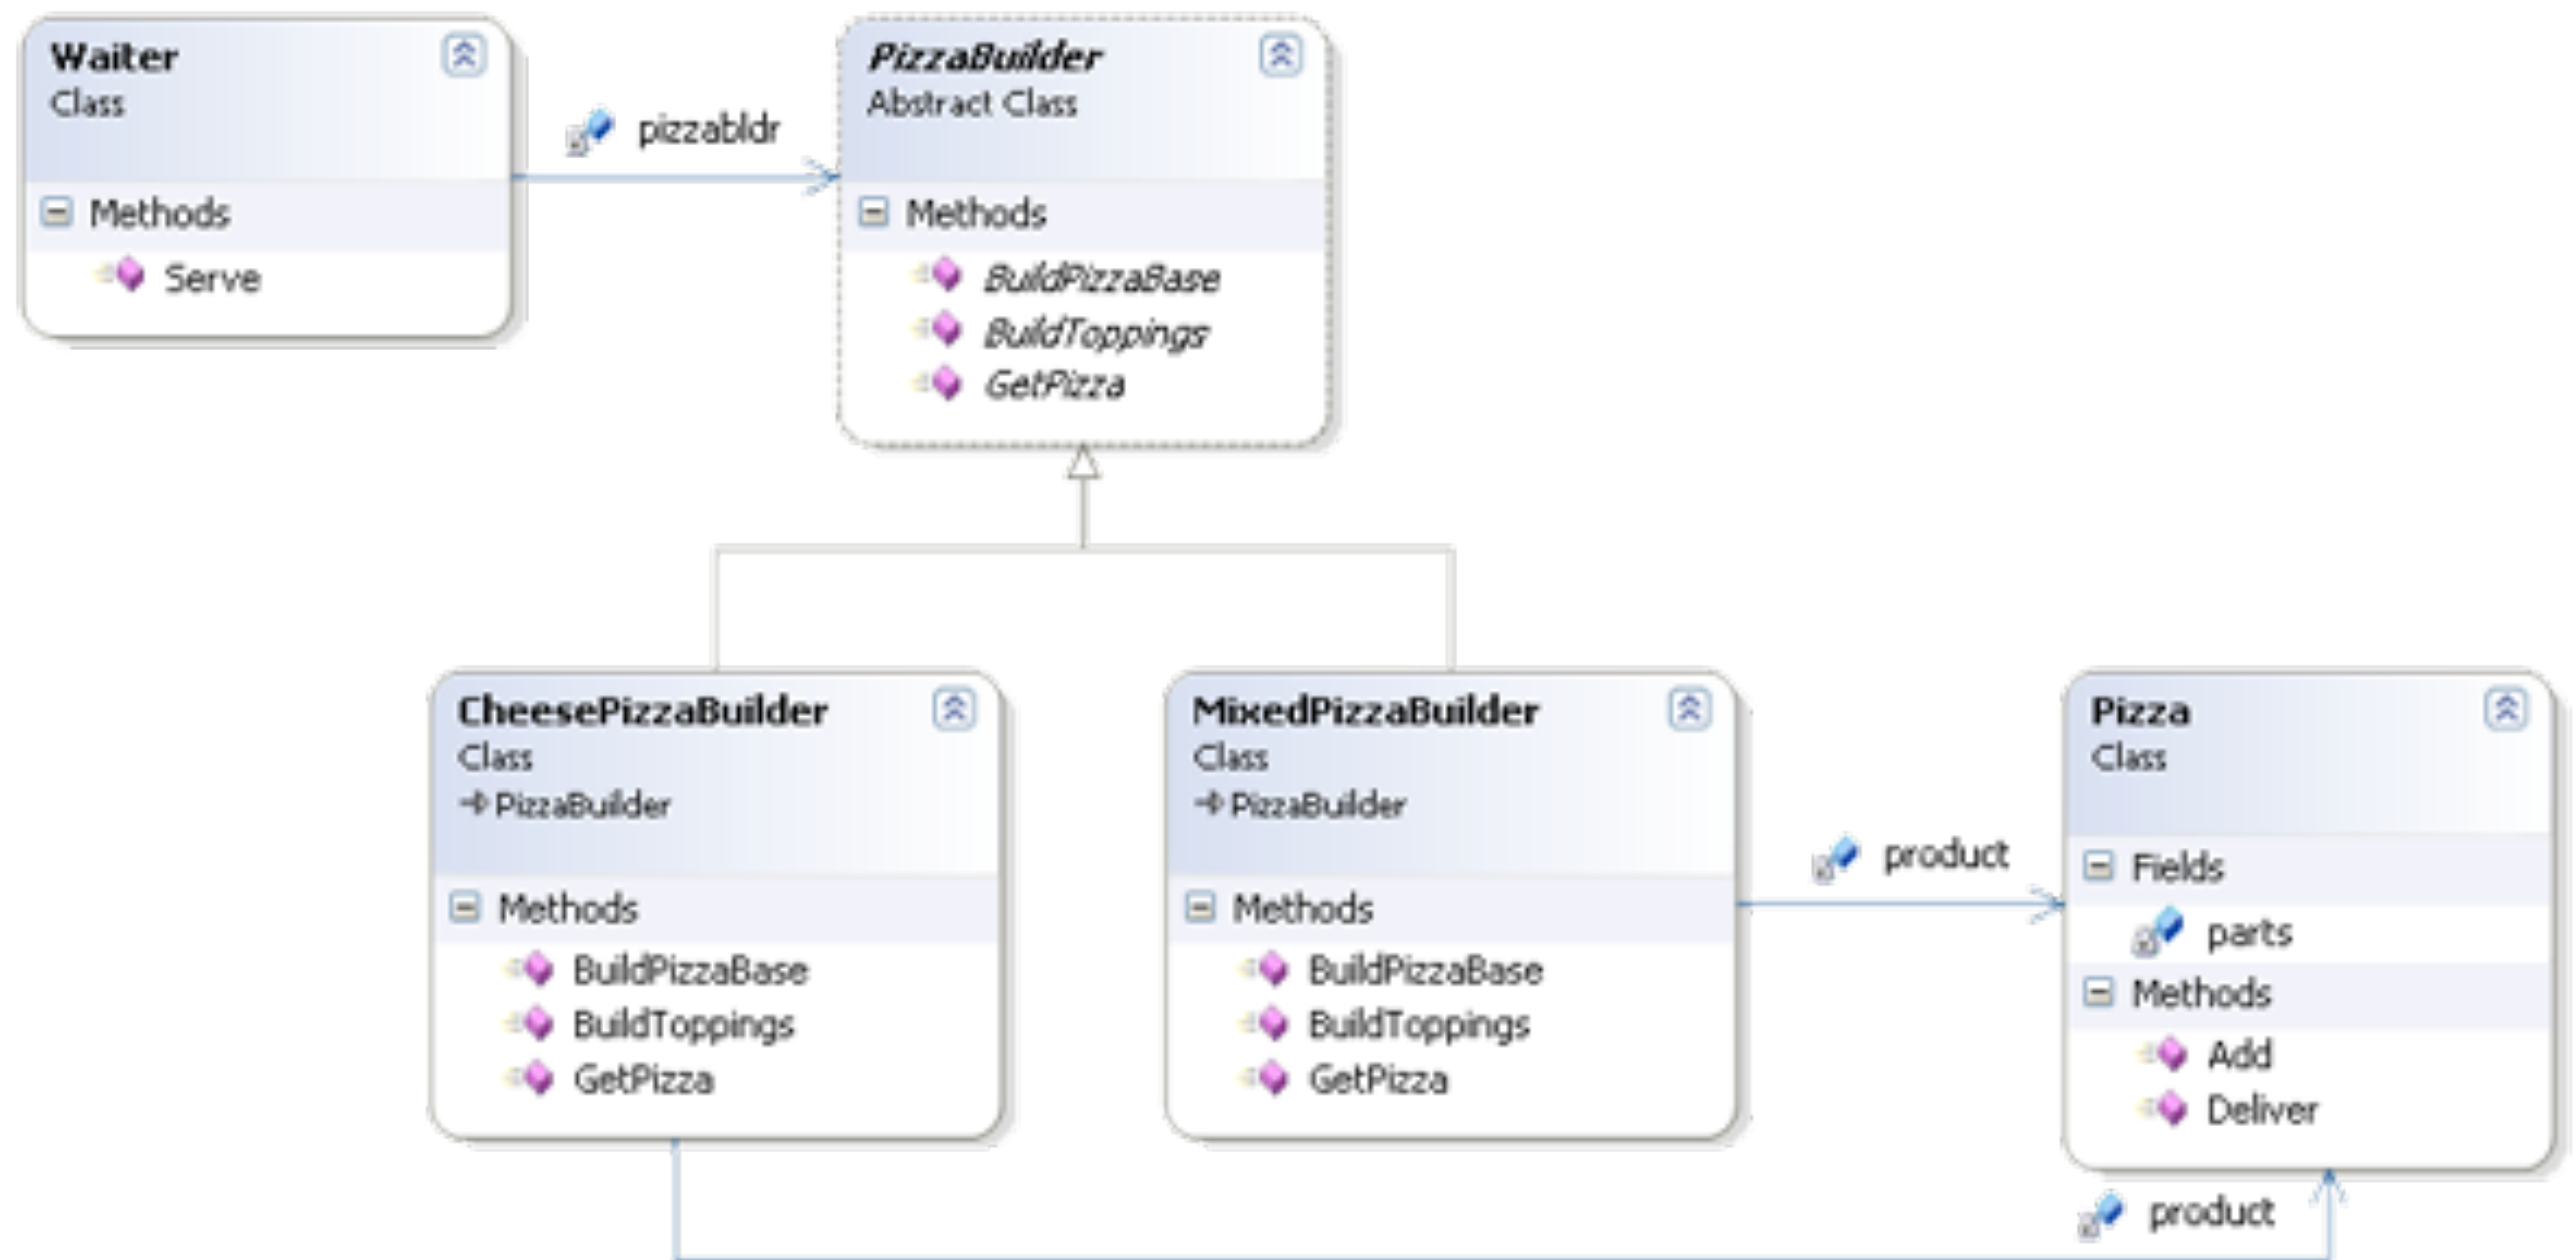 Waiter
Class
Methods
Serve
pizzabldr
PizzaBuilder
Abstract Class
Methods
BuildPizzaBase
BuildToppings
GetPizza
CheesePizzaBuilder
Class
PizzaBuilder
Methods
BuildPizzaBase
BuildToppings
GetPizza
MixedPizzaBuilder
Class
PizzaBuilder
Methods
BuildPizzaBase
BuildToppings
GetPizza
product
Pizza
Class
Fields
parts
Methods
Add
Deliver
product